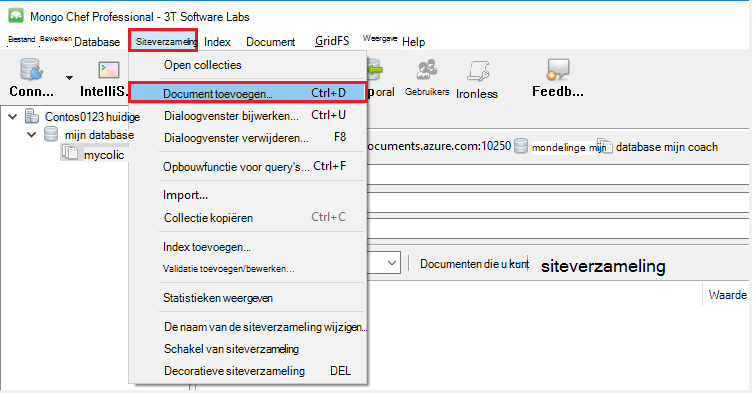 Mongo Chef Professional - 3T Software Labs
Bestand Bewerken Database Siteverzameling Index Document GridFS Weergave Help
Conn... IntelliS. poral Gebruikers Ironless Feedb...
Open collecties
Document toevoegen... Ctrl+D
Dialoogvenster bijwerken... Ctrl+U
Dialoogvenster verwijderen... F8
Opbouwfunctie voor query's... Ctrl+F
Import...
Collectie kopiëren Ctrl+C
Index toevoegen...
Validatie toevoegen/bewerken...
Statistieken weergeven
De naam van de siteverzameling wijzigen...
Schakel van siteverzameling
Decoratieve siteverzameling DEL
Contos0123 huidige
mijn database
mycolic
ocuments.azure.com:10250 mondelinge mijn database mijn coach
Documenten die u kunt siteverzameling
Waarde